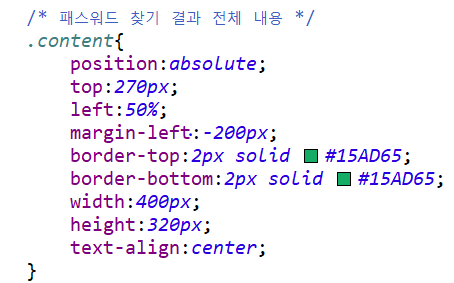 /* 패스워드 찾기 결과 전체 내용 */
.content{
position:absolute;
top:270px;
left:50%;
margin-left:-200px;
border-top:2px solid #15AD65;
border-bottom:2px solid #15AD65;
width:400px;
height:320px;
text-align:center;
}